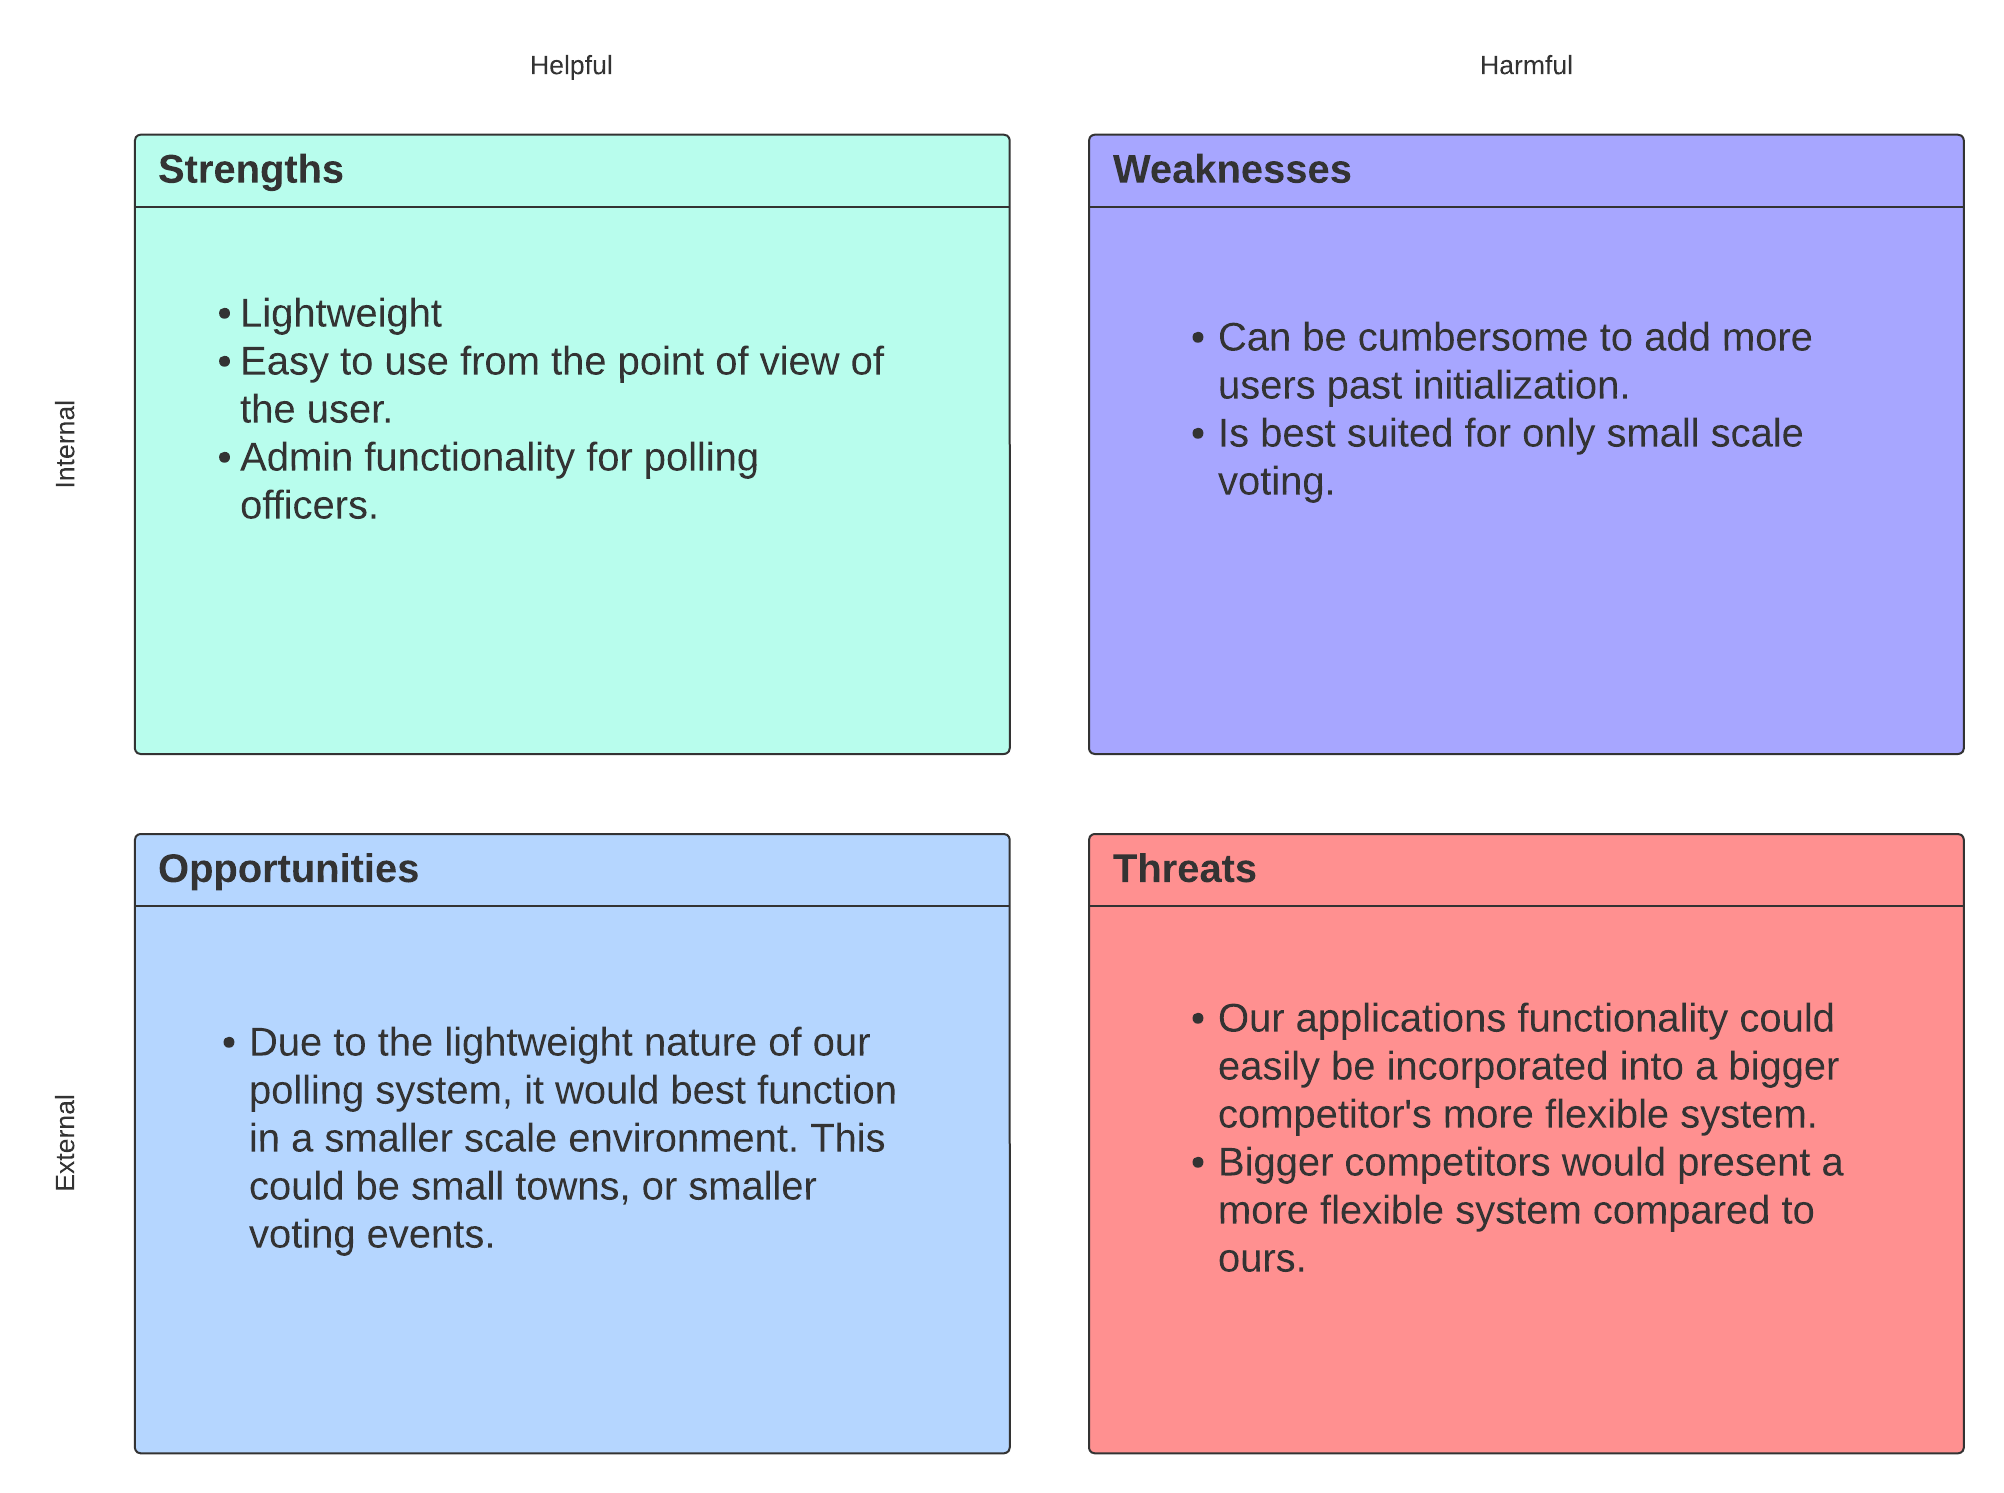 Helpful
Harmful
Internal
Strengths
• Lightweight
• Easy to use from the point of view of
the user.
• Admin functionality for polling
officers.
Weaknesses
• Can be cumbersome to add more
users past initialization.
• Is best suited for only small scale
voting.
External
Opportunities
• Due to the lightweight nature of our
polling system, it would best function
in a smaller scale environment. This
could be small towns, or smaller
voting events.
Threats
• Our applications functionality could
easily be incorporated into a bigger
competitor's more flexible system.
• Bigger competitors would present a
more flexible system compared to
ours.